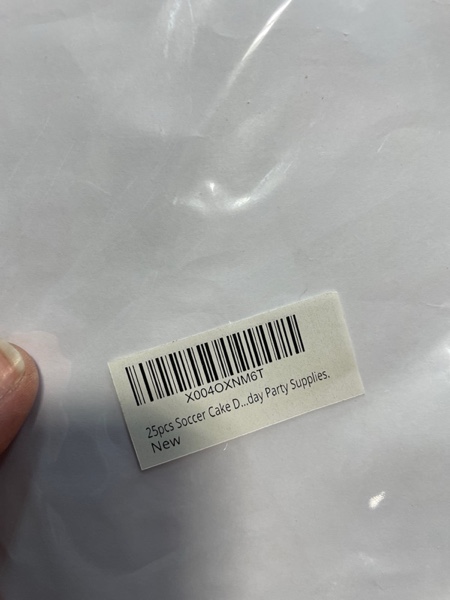 X004OXNM6T
25pcs Soccer Cake D...day Party Supplies.
New